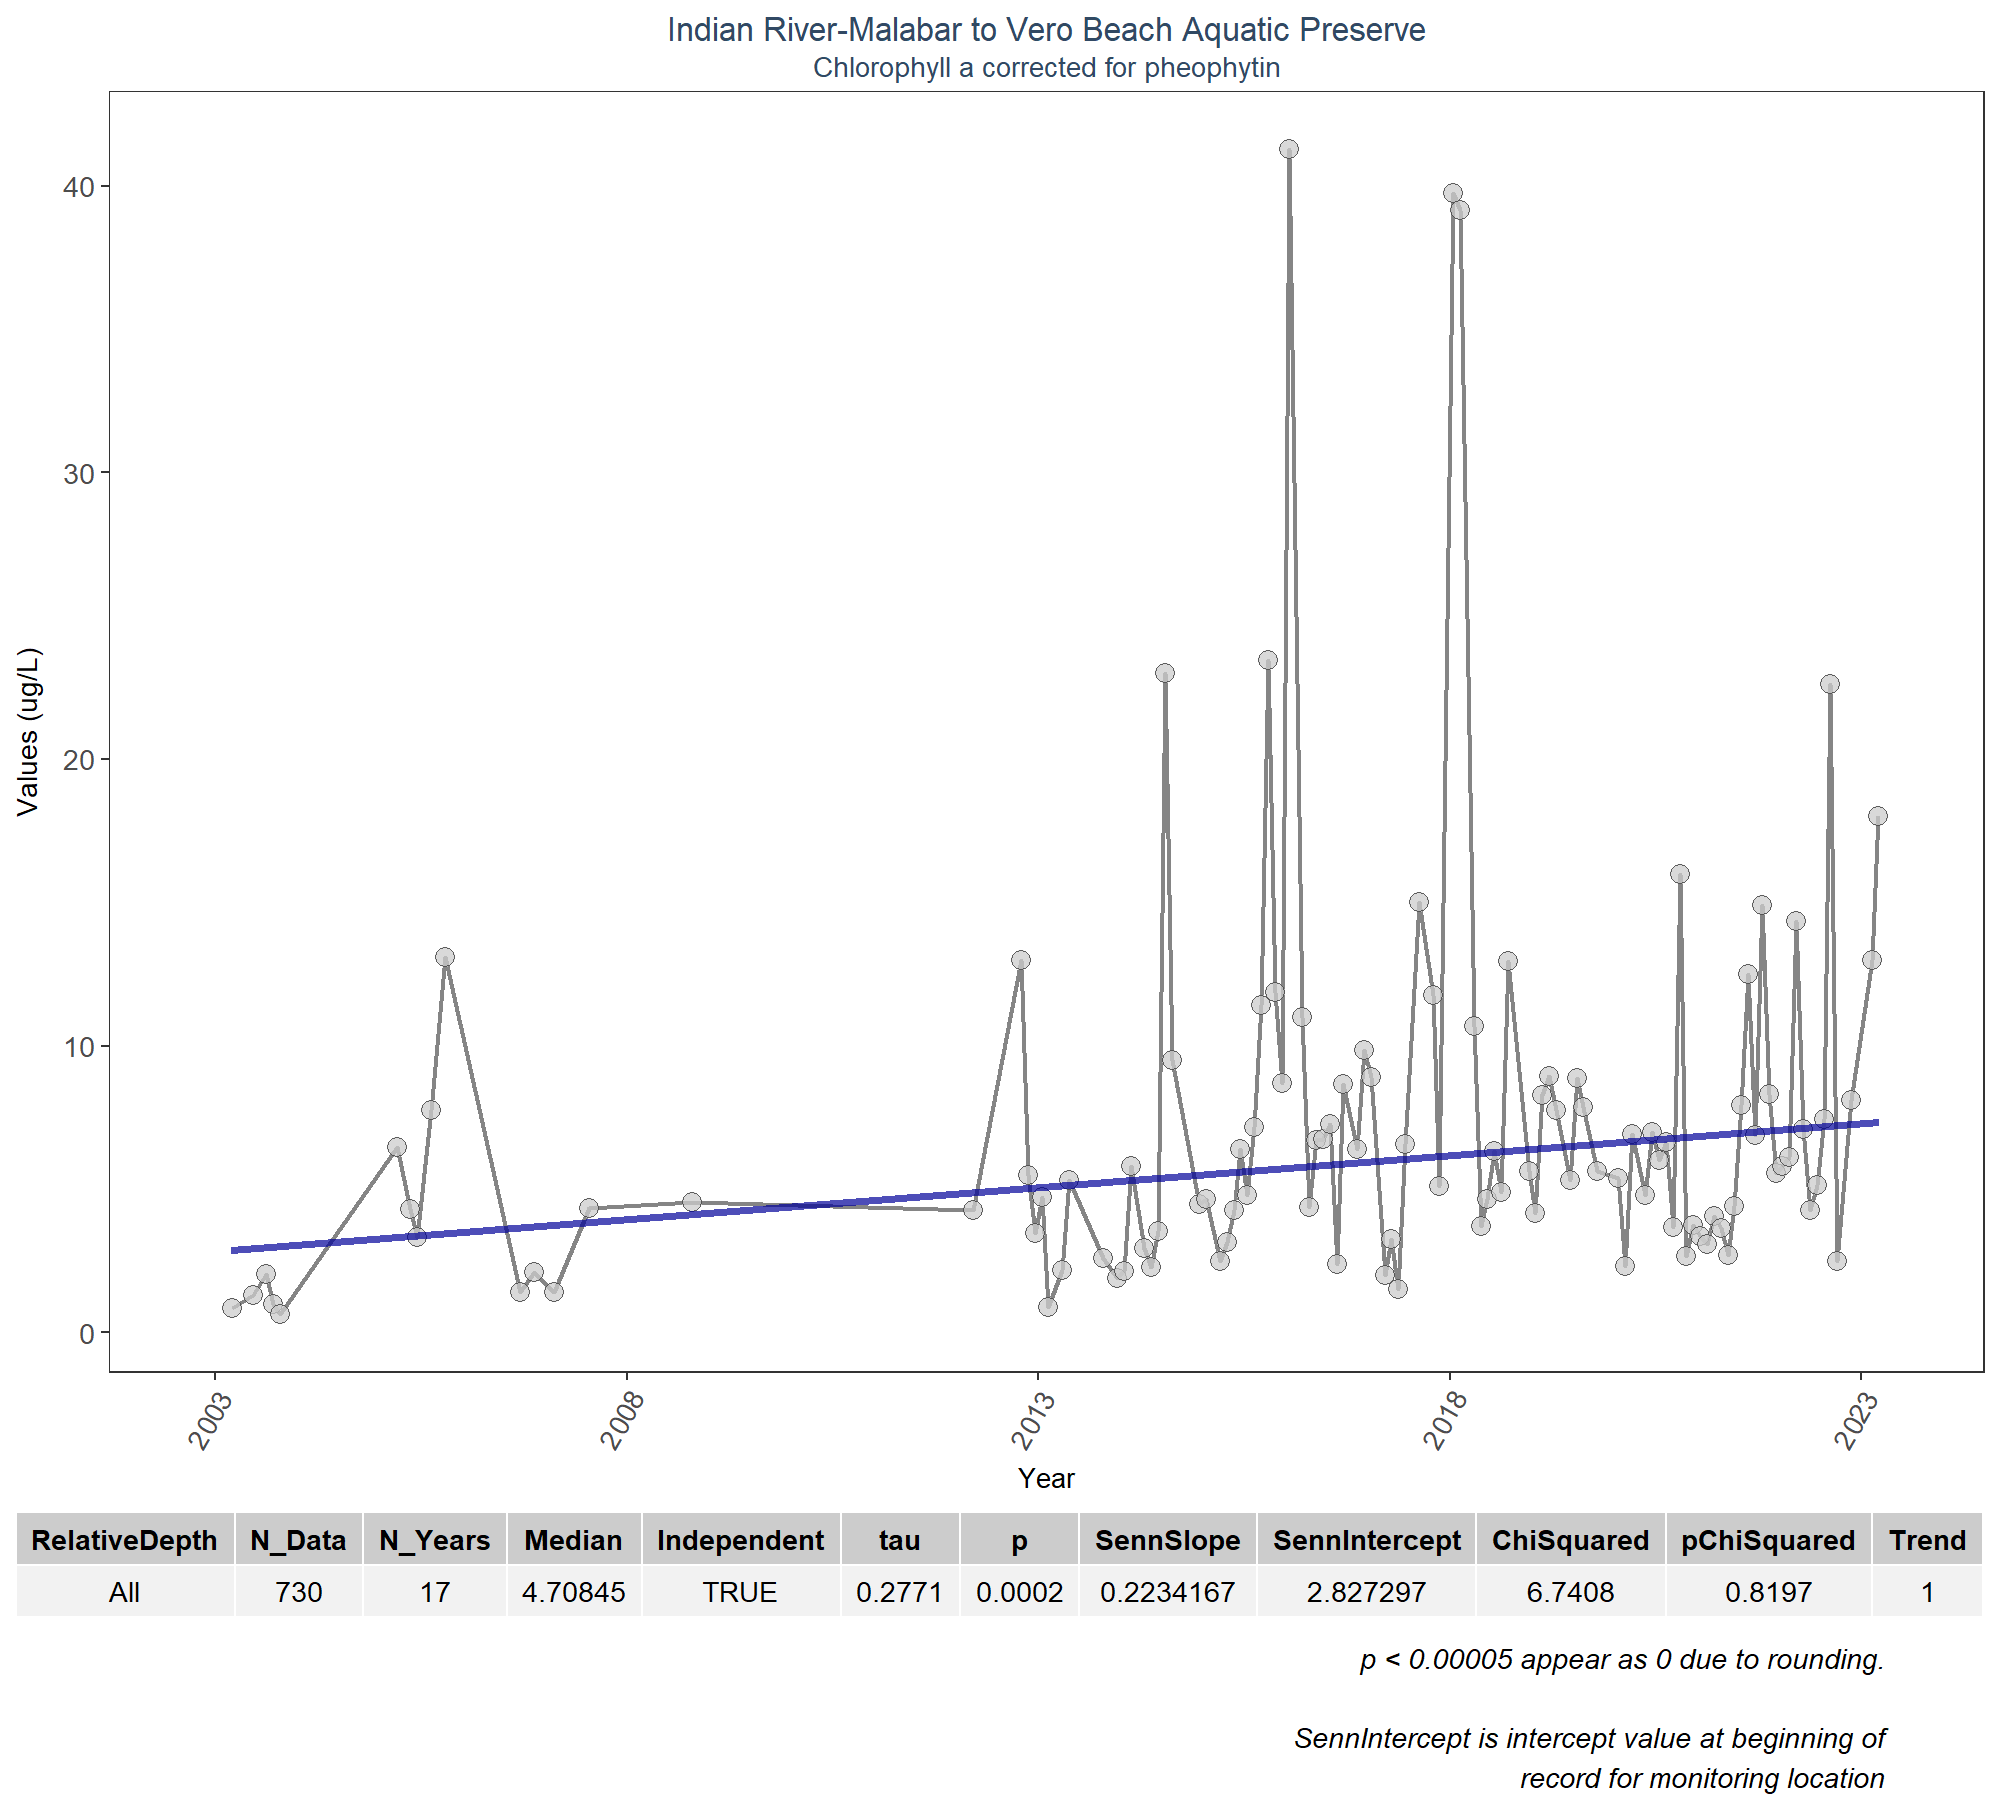 Indian River-Malabar to Vero Beach Aquatic Preserve
Chlorophyll a corrected for pheophytin
Values (ug/L)
40
30
20
10
0
2003
2008
2013
2018
2023
Year
RelativeDepth N_Data N_Years Median Independent tau p SennSlope SennIntercept ChiSquared pChiSquared Trend
All 730 17 4.70845 TRUE 0.2771 0.0002 0.2234167 2.827297 6.7408 0.8197 1
p < 0.00005 appear as 0 due to rounding.
SennIntercept is intercept value at beginning of
record for monitoring location